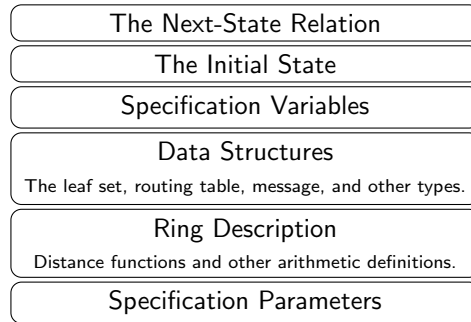 The Next-State Relation
The Initial State
Specification Variables
Data Structures
The leaf set, routing table, message, and other types.
Ring Description
Distance functions and other arithmetic definitions.
Specification Parameters